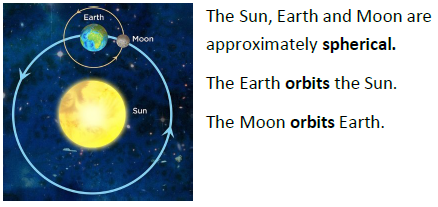 Earth
Moon
Sun
The Sun, Earth and Moon are
approximately spherical.
The Earth orbits the Sun.
The Moon orbits Earth.